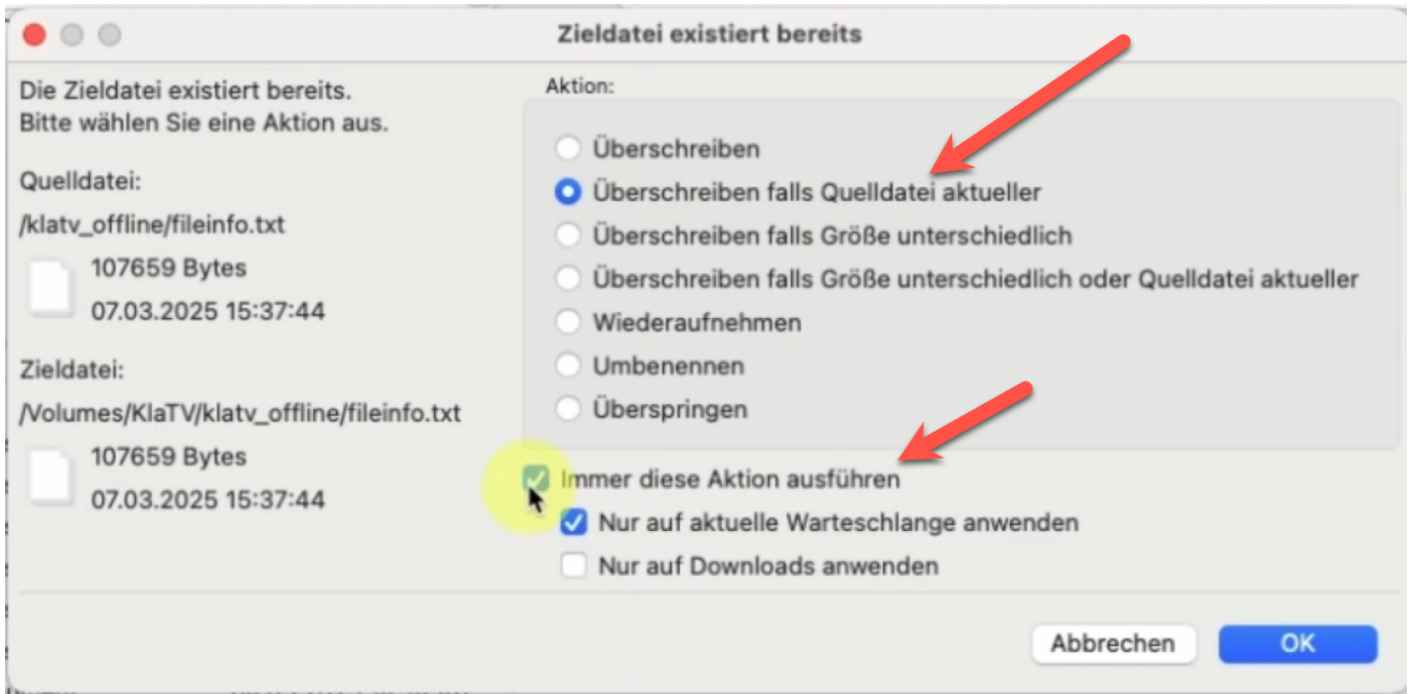 Zieldatei existiert bereits
Die Zieldatei existiert bereits.
Bitte wählen Sie eine Aktion aus.
Quelldatei:
/klatv_offline/fileinfo.txt
107659 Bytes
07.03.2025 15:37:44
Zieldatei:
/Volumes/KlaTV/klatv_offline/fileinfo.txt
107659 Bytes
07.03.2025 15:37:44
Aktion:
Überschreiben
Überschreiben falls Quelldatei aktueller
Überschreiben falls Größe unterschiedlich
Überschreiben falls Größe unterschiedlich oder Quelldatei aktueller
Wiederaufnehmen
Umbenennen
Überspringen
Immer diese Aktion ausführen
Nur auf aktuelle Warteschlange anwenden
Nur auf Downloads anwenden
Abbrechen
OK